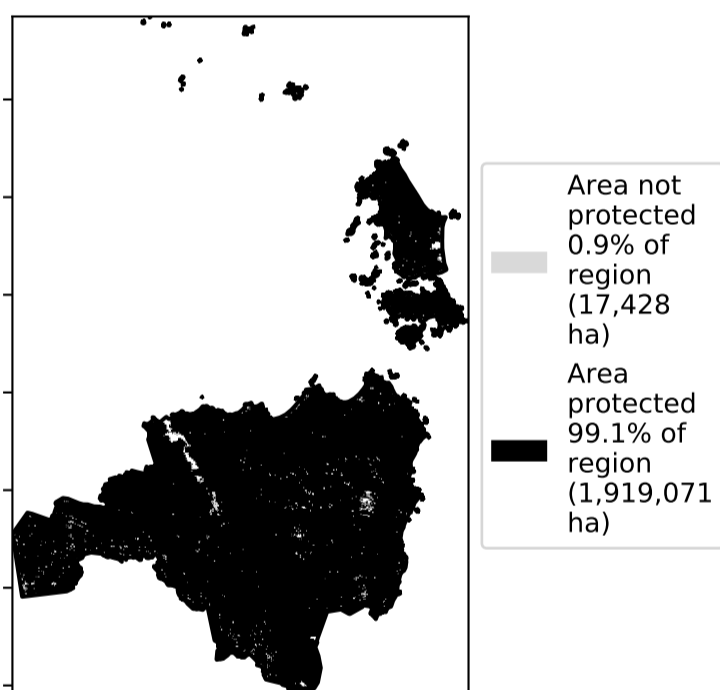 Area not
protected
0.9% of
region
(17,428
ha)
Area
protected
99.1% of
region
(1,919,071
ha)